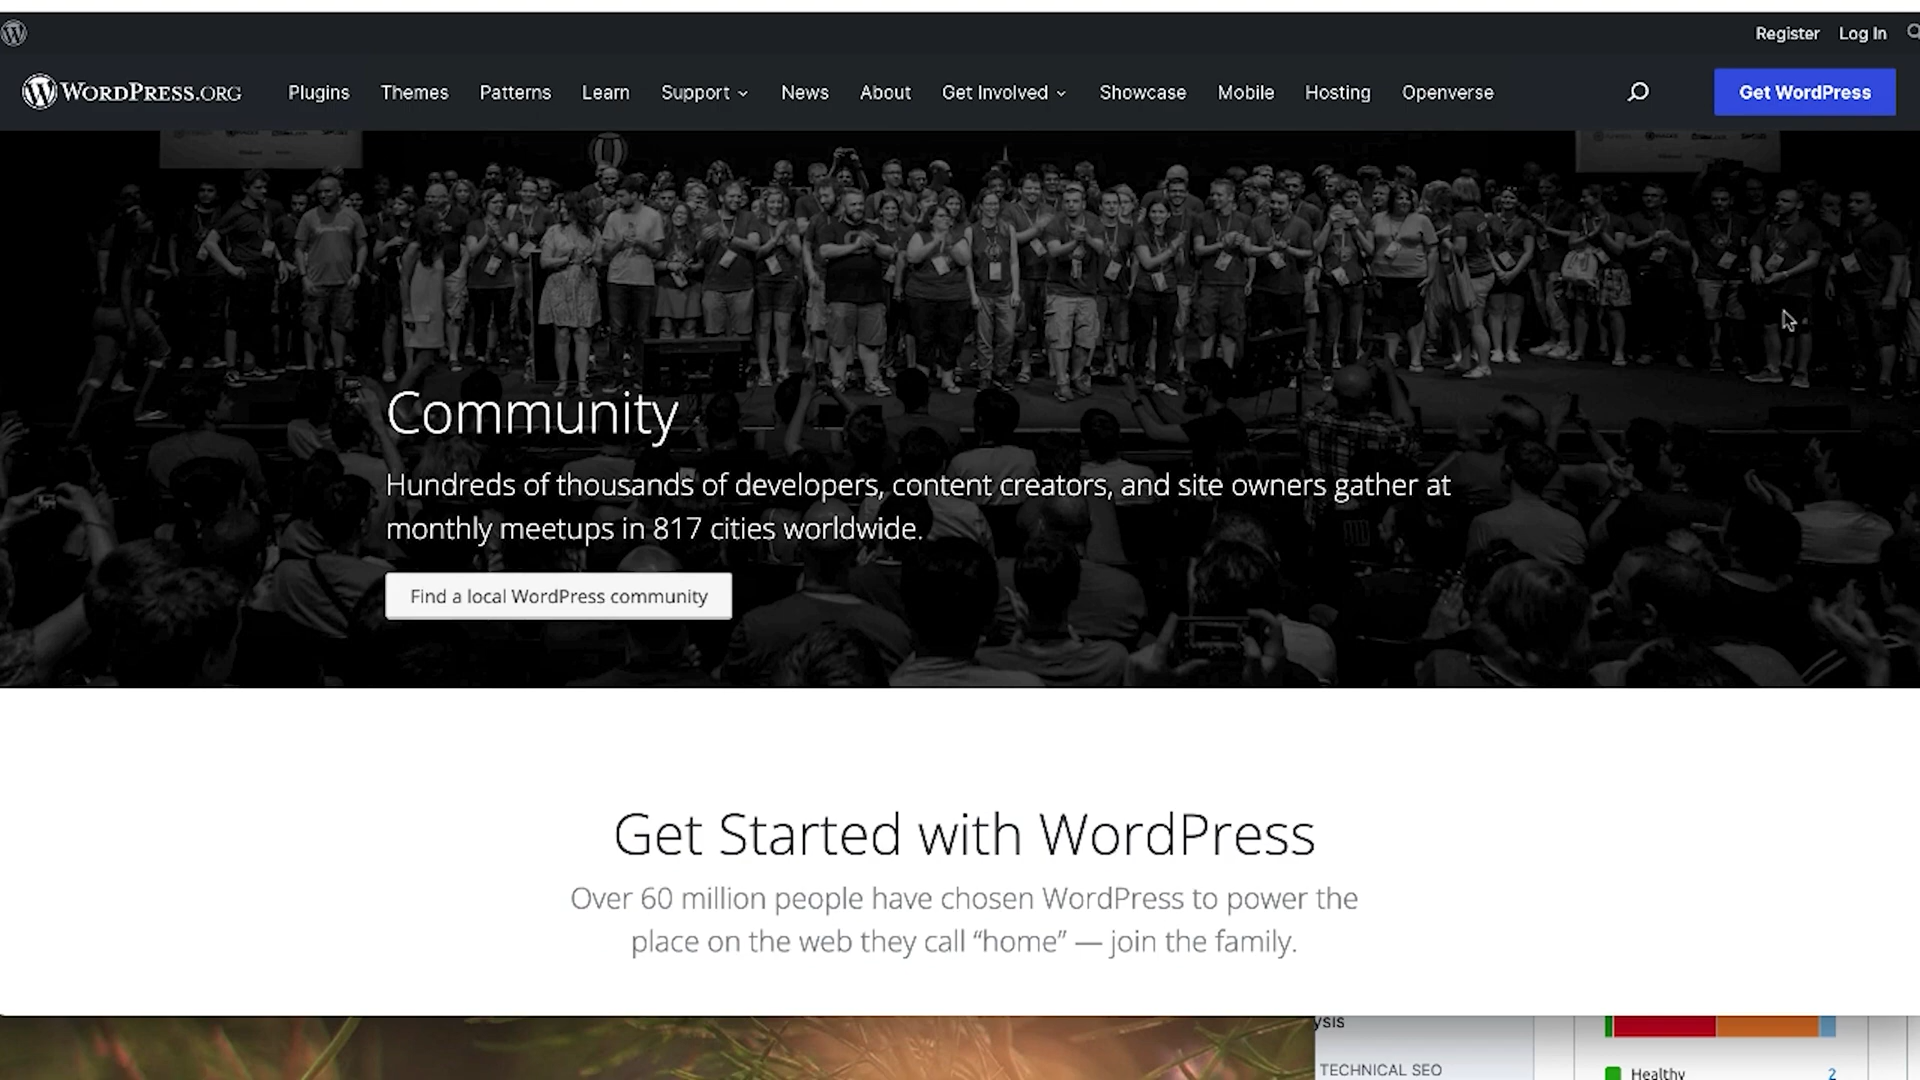 Register Log In
WORDPRESS.ORG Plugins Themes Patterns Learn Support News About Get Involved Showcase Mobile Hosting Openverse Get WordPress
Community
Hundreds of thousands of developers, content creators, and site owners gather at
monthly meetups in 817 cities worldwide.
Find a local WordPress community
Get Started with WordPress
Over 60 million people have chosen WordPress to power the
place on the web they call “home” — join the family.
ysis
TECHNICAL SEO
Healthy 2